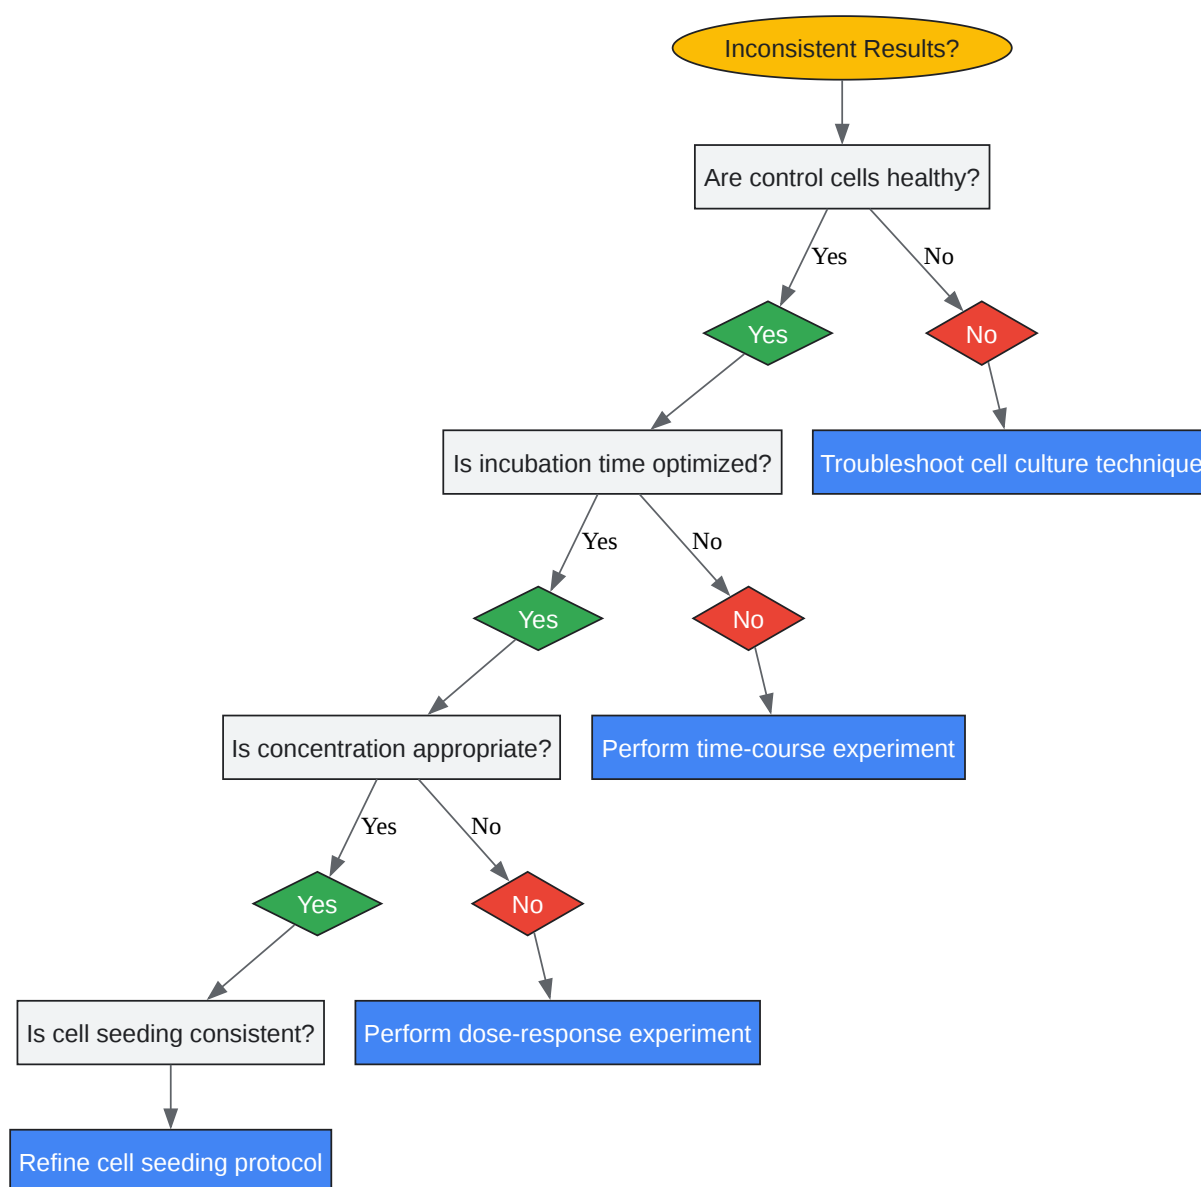 Inconsistent Results?
Are control cells healthy?
Yes
No
Yes
No
Is incubation time optimized?
Troubleshoot cell culture technique
Yes
No
Yes
No
Is concentration appropriate?
Perform time-course experiment
Yes
No
Yes
No
Is cell seeding consistent?
Perform dose-response experiment
Refine cell seeding protocol